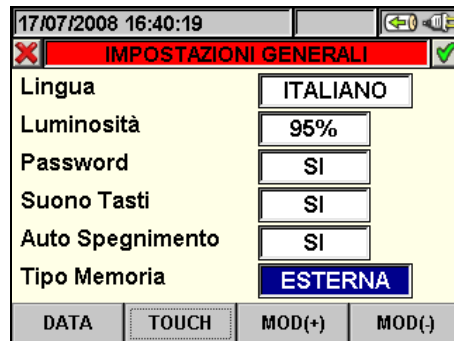 17/07/2008 16:40:19
IMPOSTAZIONI GENERALI
Lingua ITALIANO
Luminosità 95%
Password SI
Suono Tasti SI
Auto Spegnimento SI
Tipo Memoria ESTERNA
DATA TOUCH MOD(+) MOD(-)